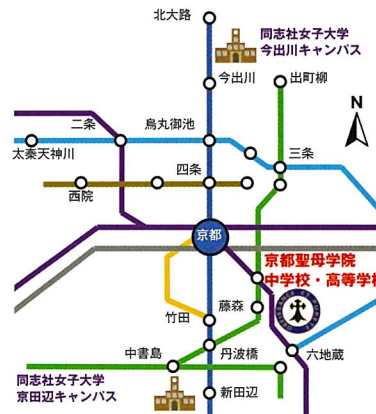 北大路
同志社女子大学
今出川キャンパス
今出川
出町柳
N
二条
烏丸御池
太秦天神川
三条
四条
西院
京都
京都聖母学院
中学校・高等学校
藤森
竹田
中書島
丹波橋
六地蔵
同志社女子大学
京田辺キャンパス
新田辺